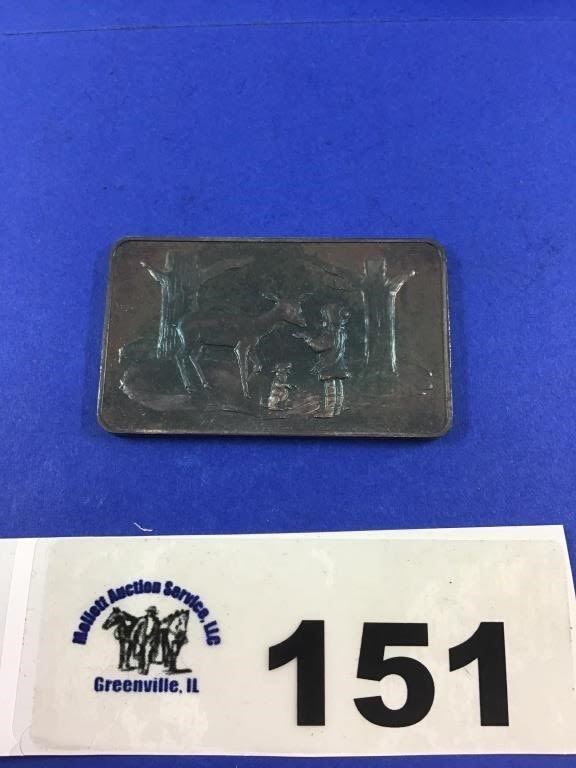 Mollett Auction Service, LLC
151
Greenville, IL